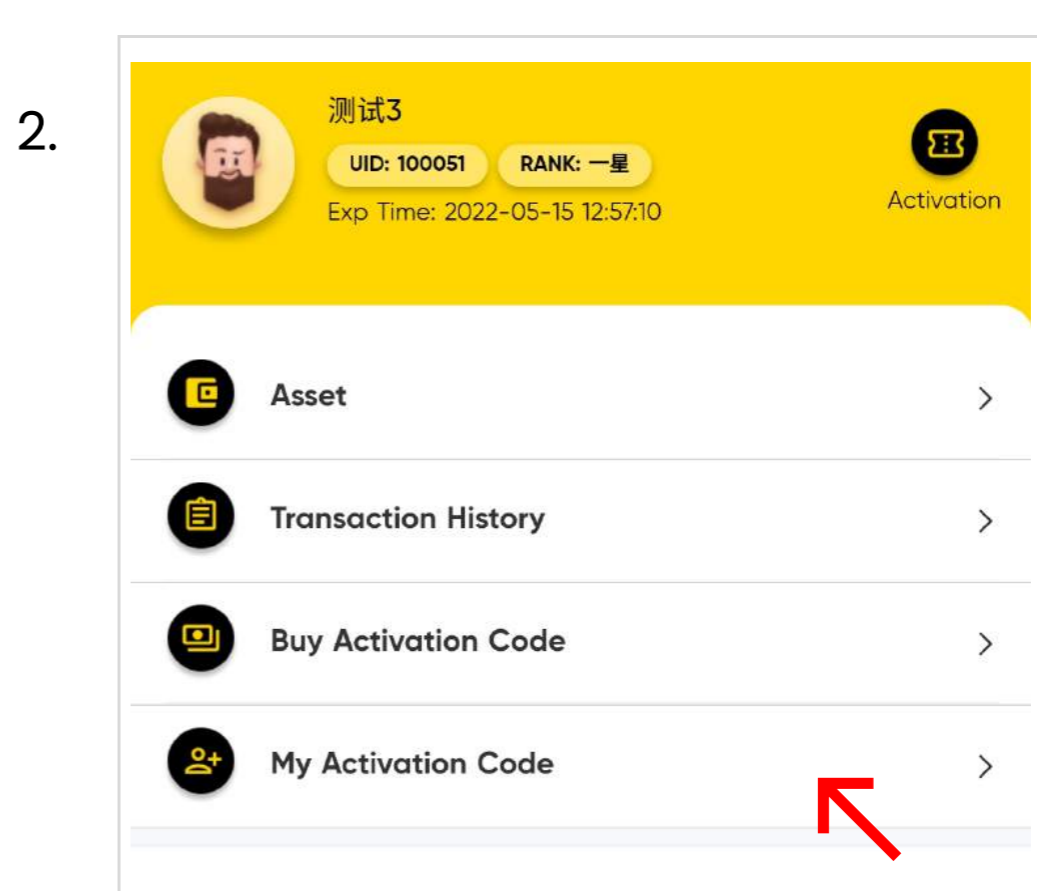 2.
测试3
UID: 100051 RANK: 一星
Exp Time: 2022-05-15 12:57:10
Activation
Asset
Transaction History
Buy Activation Code
My Activation Code